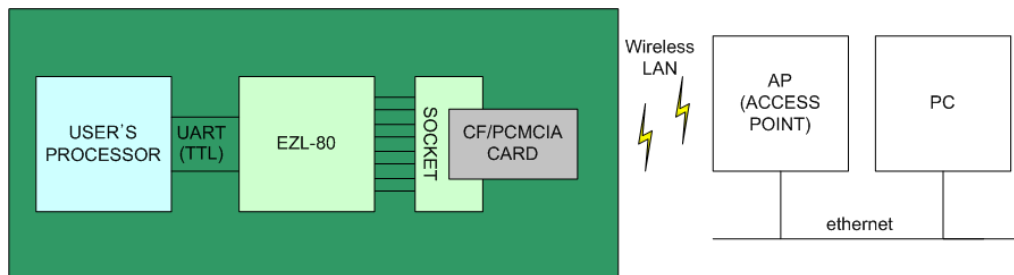 USER'S
PROCESSOR
UART
(TTL)
EZL-80
SOCKET
CF/PCMCIA
CARD
Wireless
LAN
AP
(ACCESS
POINT)
PC
ethernet